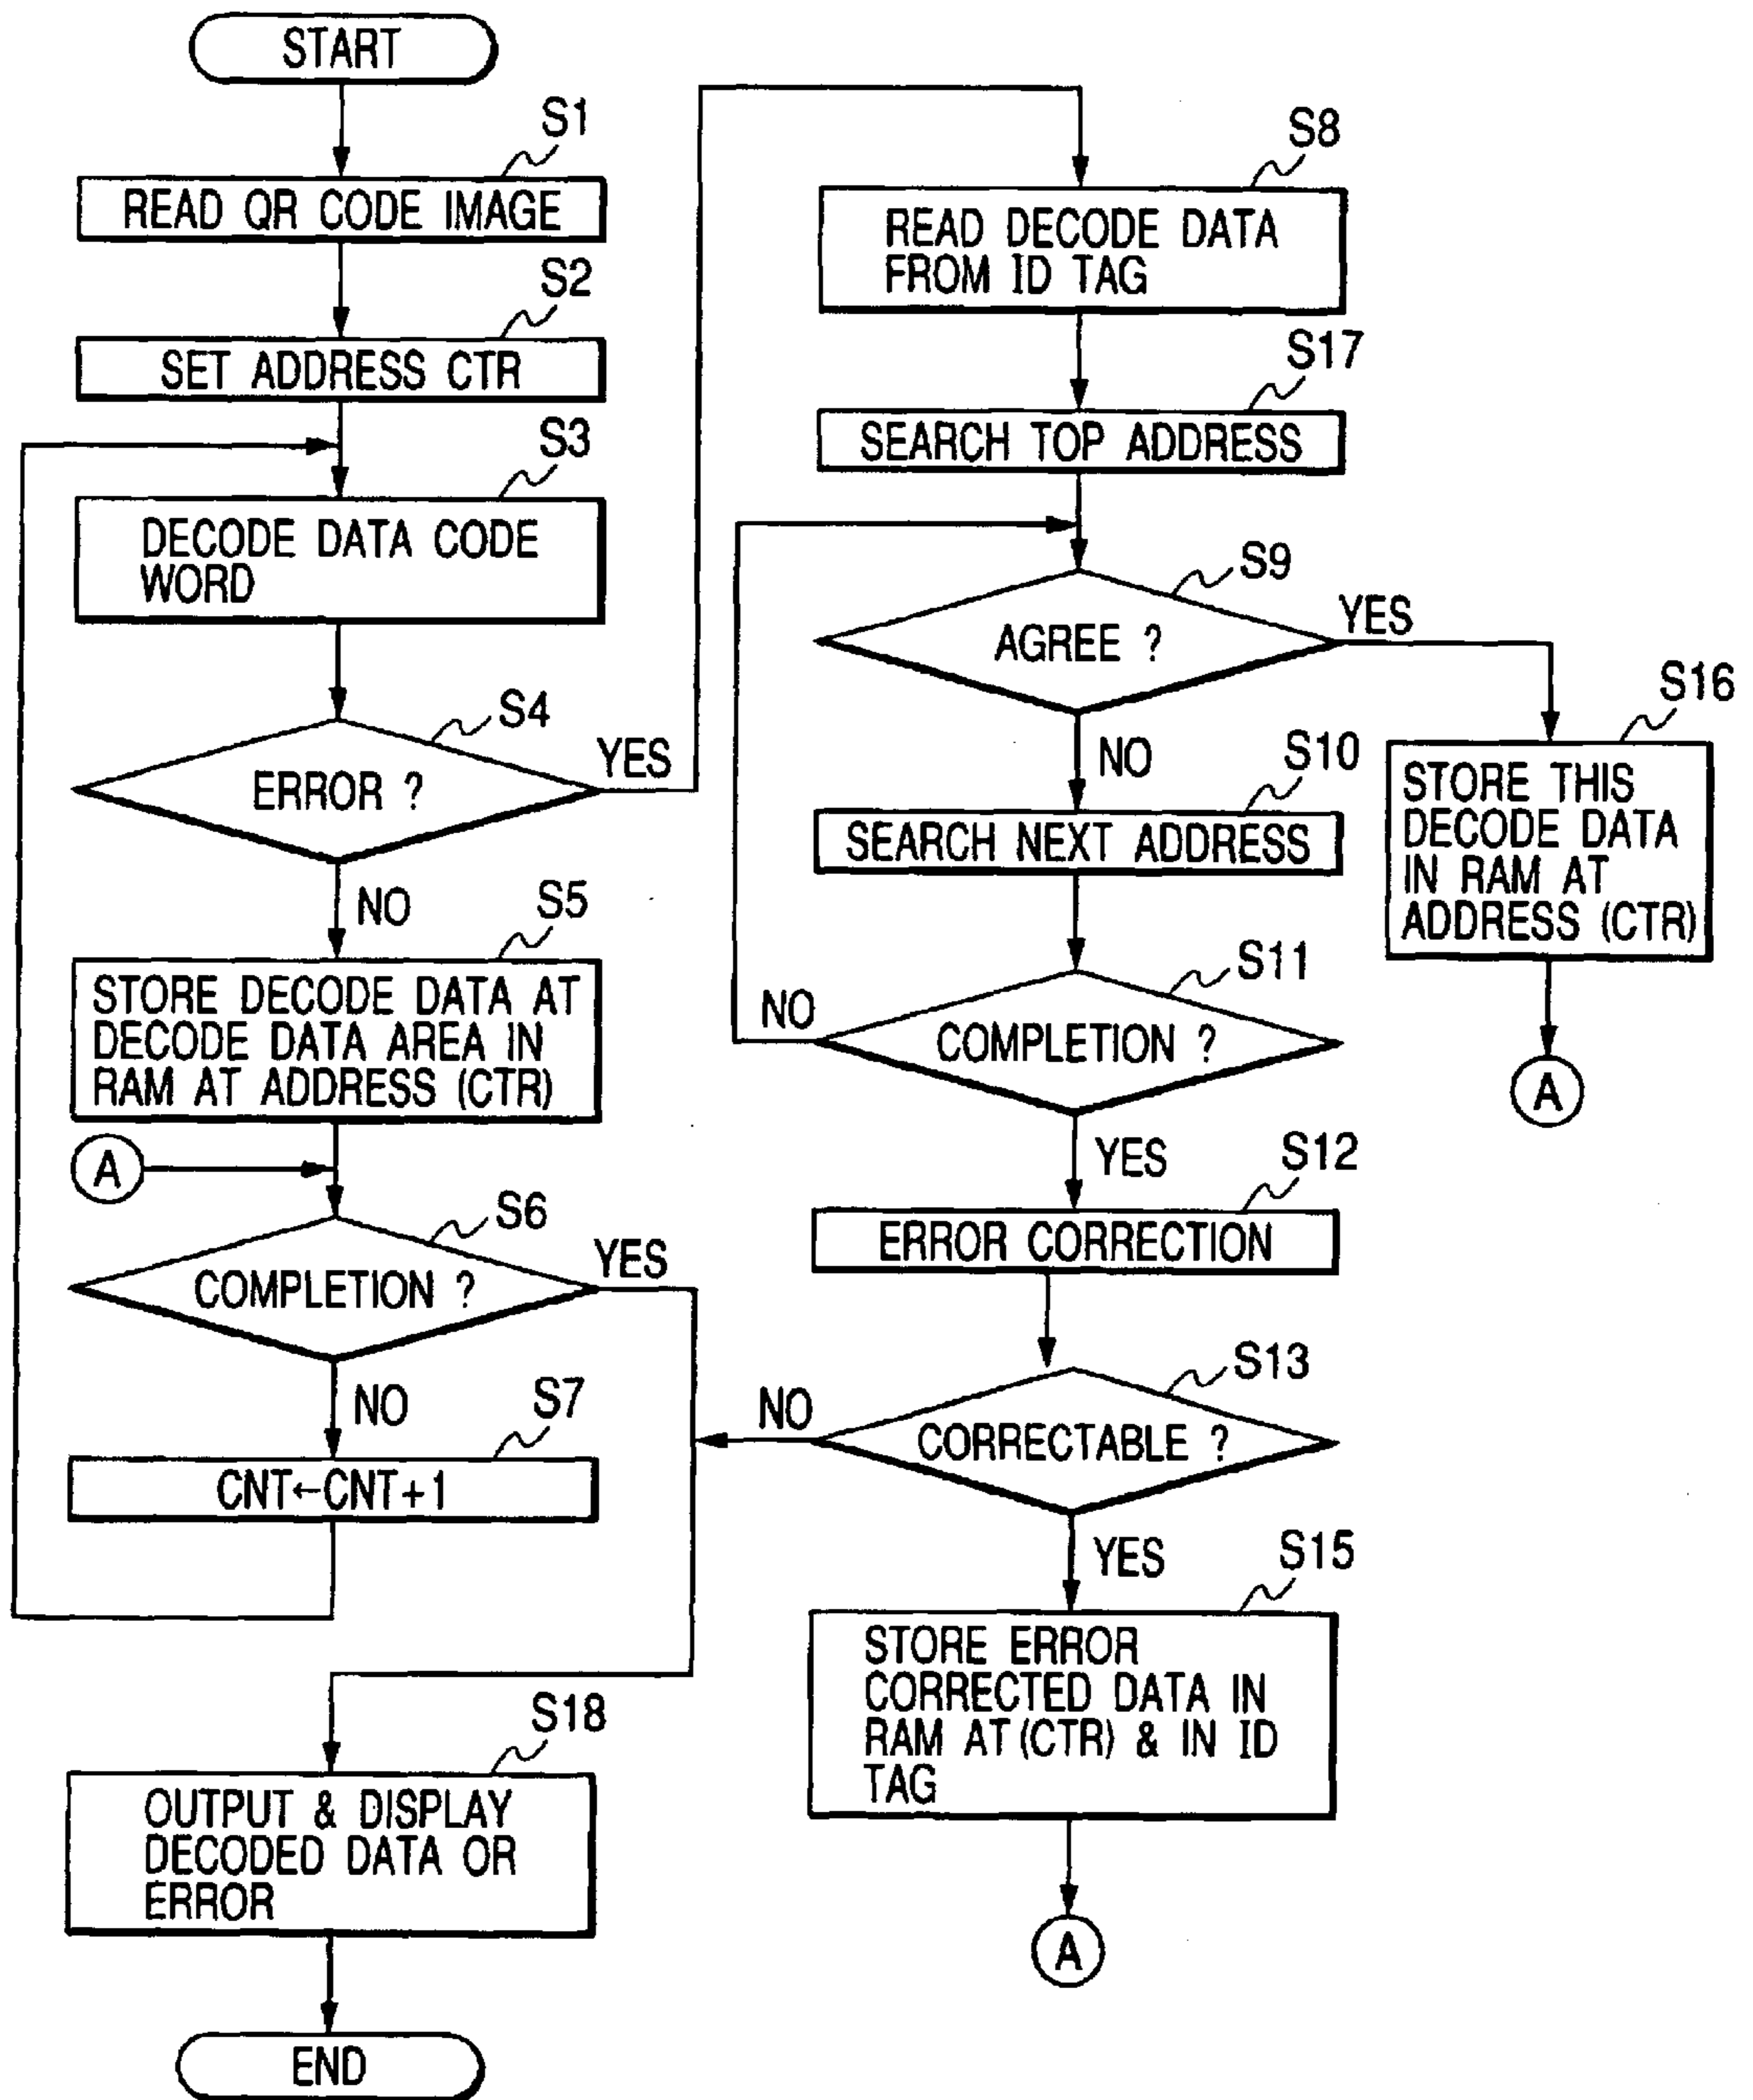 START
S1
READ QR CODE IMAGE
S2
SET ADDRESS CTR
S3
DECODE DATA CODE
WORD
S4
ERROR ?
YES
NO
S5
STORE DECODE DATA AT
DECODE DATA AREA IN
RAM AT ADDRESS (CTR)
A
S6
COMPLETION ?
YES
NO
S7
CNT←CNT+1
S18
OUTPUT & DISPLAY
DECODED DATA OR
ERROR
END
S8
READ DECODE DATA
FROM ID TAG
S17
SEARCH TOP ADDRESS
S9
AGREE ?
YES
NO
S16
STORE THIS
DECODE DATA
IN RAM AT
ADDRESS (CTR)
A
S10
SEARCH NEXT ADDRESS
S11
COMPLETION ?
NO
YES
S12
ERROR CORRECTION
S13
CORRECTABLE ?
NO
YES
S15
STORE ERROR
CORRECTED DATA IN
RAM AT (CTR) & IN ID
TAG
A